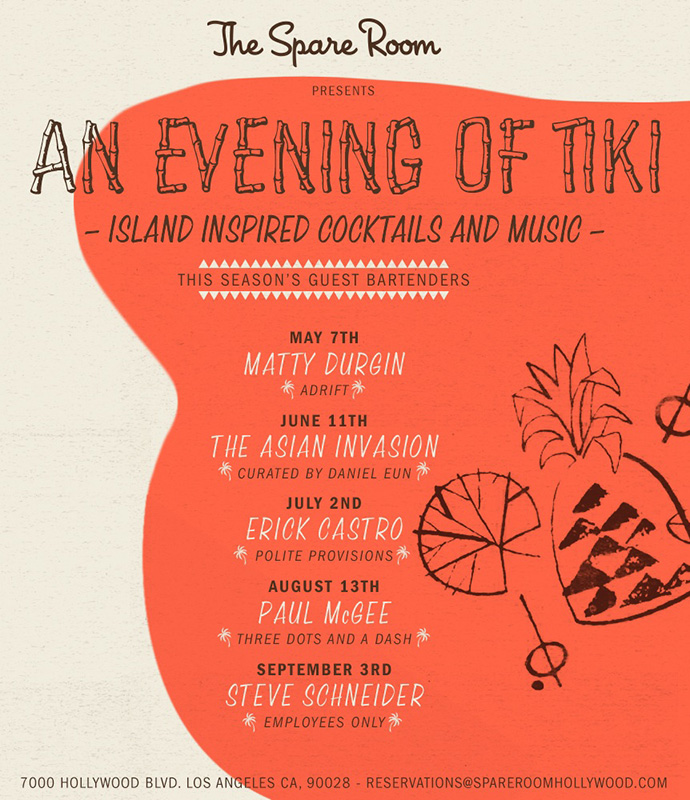 The Spare Room
PRESENTS
AN EVENING OF TIKI
– ISLAND INSPIRED COCKTAILS AND MUSIC –
THIS SEASON'S GUEST BARTENDERS
MAY 7TH
MATTY DURGIN
ADRIFT
JUNE 11TH
THE ASIAN INVASION
CURATED BY DANIEL EUN
JULY 2ND
ERICK CASTRO
POLITE PROVISIONS
AUGUST 13TH
PAUL McGEE
THREE DOTS AND A DASH
SEPTEMBER 3RD
STEVE SCHNEIDER
EMPLOYEES ONLY
7000 HOLLYWOOD BLVD. LOS ANGELES CA, 90028 - RESERVATIONS@SPAREROOMHOLLYWOOD.COM